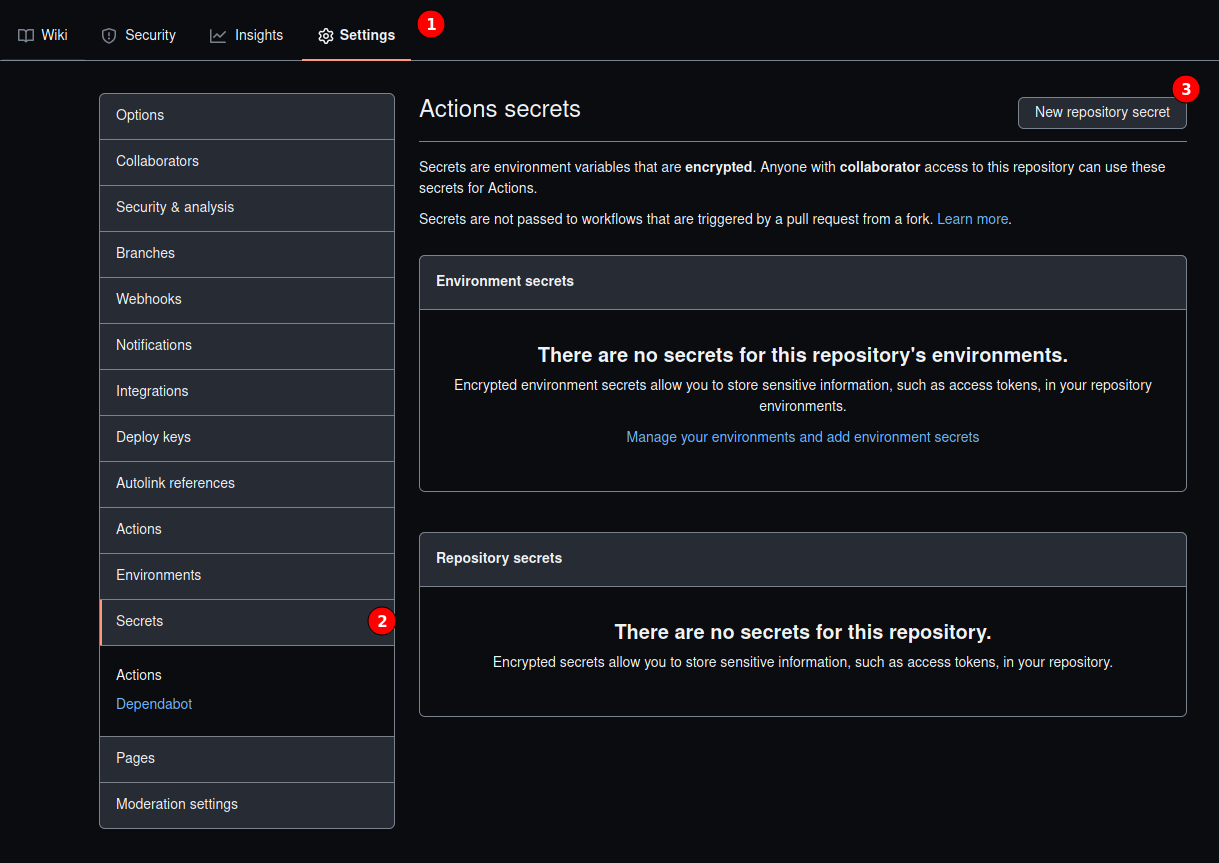 Wiki
Security
Insights
Settings
1
Options
Collaborators
Security & analysis
Branches
Webhooks
Notifications
Integrations
Deploy keys
Autolink references
Actions
Environments
Secrets
2
Actions
Dependabot
Pages
Moderation settings
Actions secrets
3
New repository secret
Secrets are environment variables that are encrypted. Anyone with collaborator access to this repository can use these
secrets for Actions.
Secrets are not passed to workflows that are triggered by a pull request from a fork. Learn more.
Environment secrets
There are no secrets for this repository's environments.
Encrypted environment secrets allow you to store sensitive information, such as access tokens, in your repository
environments.
Manage your environments and add environment secrets
Repository secrets
There are no secrets for this repository.
Encrypted secrets allow you to store sensitive information, such as access tokens, in your repository.